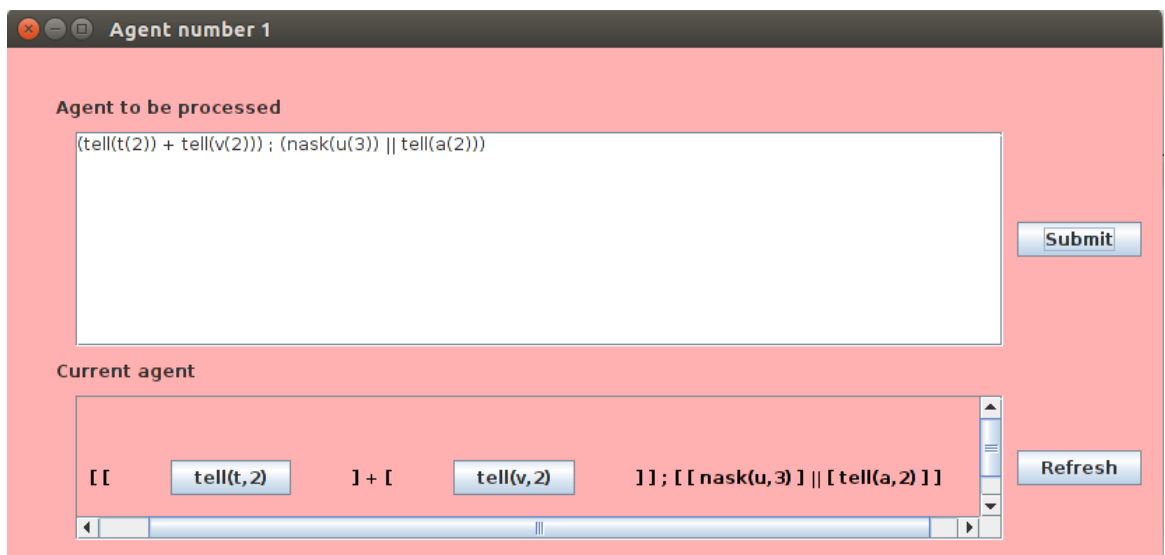 Agent number 1
Agent to be processed
(tell(t(2)) + tell(v(2))) ; (nask(u(3)) || tell(a(2)))
Submit
Current agent
[ [ tell(t,2) ] + [ tell(v,2) ] ] ; [ [ nask(u,3) ] || [ tell(a,2) ] ]
Refresh